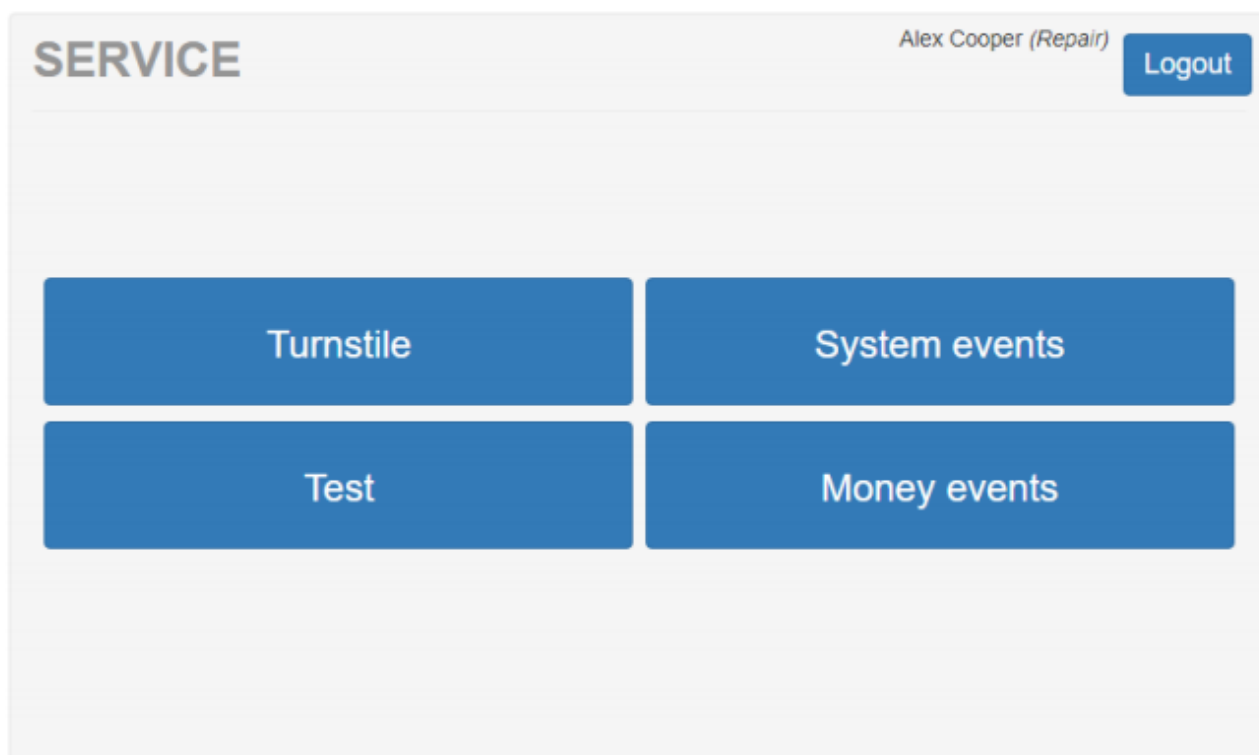 SERVICE
Alex Cooper (Repair)
Logout
Turnstile
System events
Test
Money events